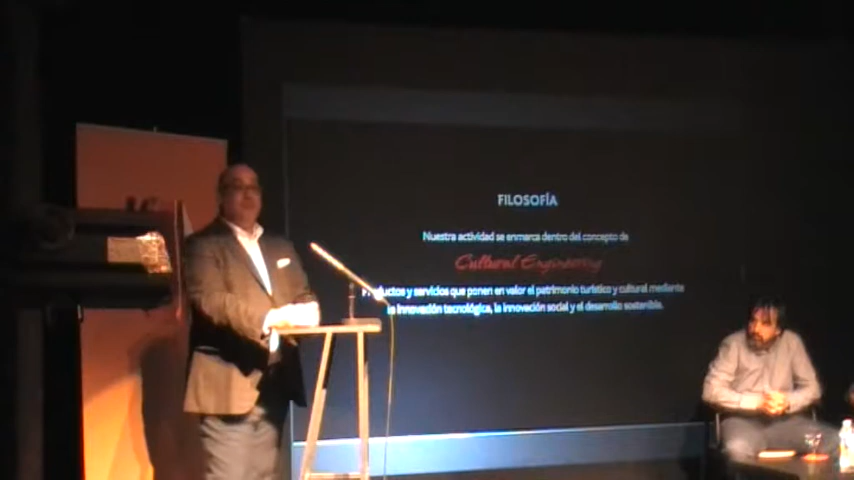 FILOSOFÍA
Nuestra actividad se enmarca dentro del concepto de
Cultural Engineering
Productos y servicios que ponen en valor el patrimonio turístico y cultural mediante
la innovación tecnológica, la innovación social y el desarrollo sostenible.